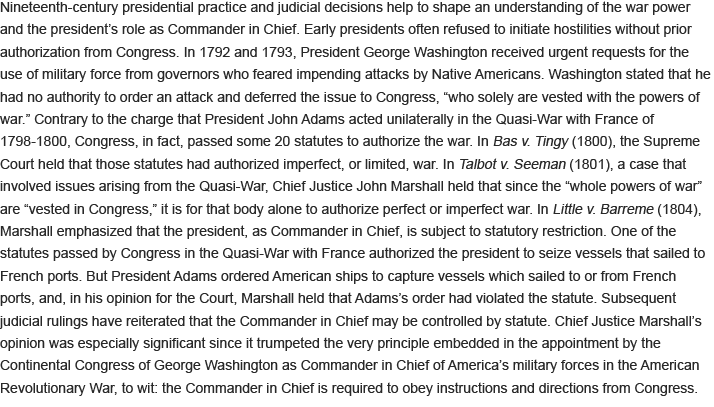 Nineteenth-century presidential practice and judicial decisions help to shape an understanding of the war power
and the president's role as Commander in Chief. Early presidents often refused to initiate hostilities without prior
authorization from Congress. In 1792 and 1793, President George Washington received urgent requests for the
use of military force from governors who feared impending attacks by Native Americans. Washington stated that he
had no authority to order an attack and deferred the issue to Congress, “who solely are vested with the powers of
war.” Contrary to the charge that President John Adams acted unilaterally in the Quasi-War with France of
1798-1800, Congress, in fact, passed some 20 statutes to authorize the war. In Bas v. Tingy (1800), the Supreme
Court held that those statutes had authorized imperfect, or limited, war. In Talbot v. Seeman (1801), a case that
involved issues arising from the Quasi-War, Chief Justice John Marshall held that since the “whole powers of war”
are “vested in Congress,” it is for that body alone to authorize perfect or imperfect war. In Little v. Barreme (1804),
Marshall emphasized that the president, as Commander in Chief, is subject to statutory restriction. One of the
statutes passed by Congress in the Quasi-War with France authorized the president to seize vessels that sailed to
French ports. But President Adams ordered American ships to capture vessels which sailed to or from French
ports, and, in his opinion for the Court, Marshall held that Adams's order had violated the statute. Subsequent
judicial rulings have reiterated that the Commander in Chief may be controlled by statute. Chief Justice Marshall's
opinion was especially significant since it trumpeted the very principle embedded in the appointment by the
Continental Congress of George Washington as Commander in Chief of America's military forces in the American
Revolutionary War, to wit: the Commander in Chief is required to obey instructions and directions from Congress.